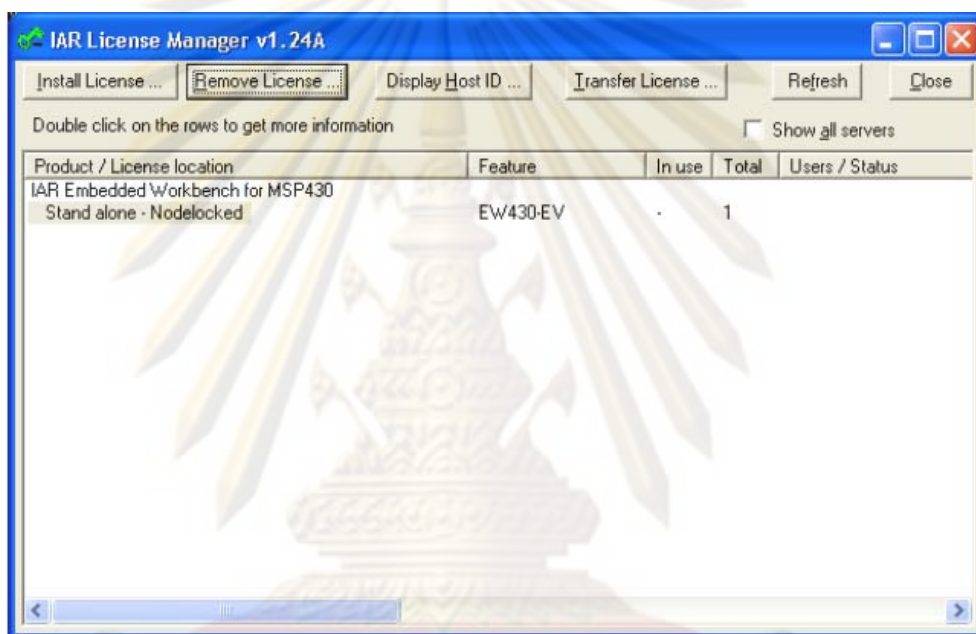 IAR License Manager v1.24A
Install License ... Remove License ... Display Host ID ... Transfer License ... Refresh Close
Double click on the rows to get more information Show all servers
Product / License location Feature In use Total Users / Status
IAR Embedded Workbench for MSP430
Stand alone - Nodelocked EW430-EV - 1